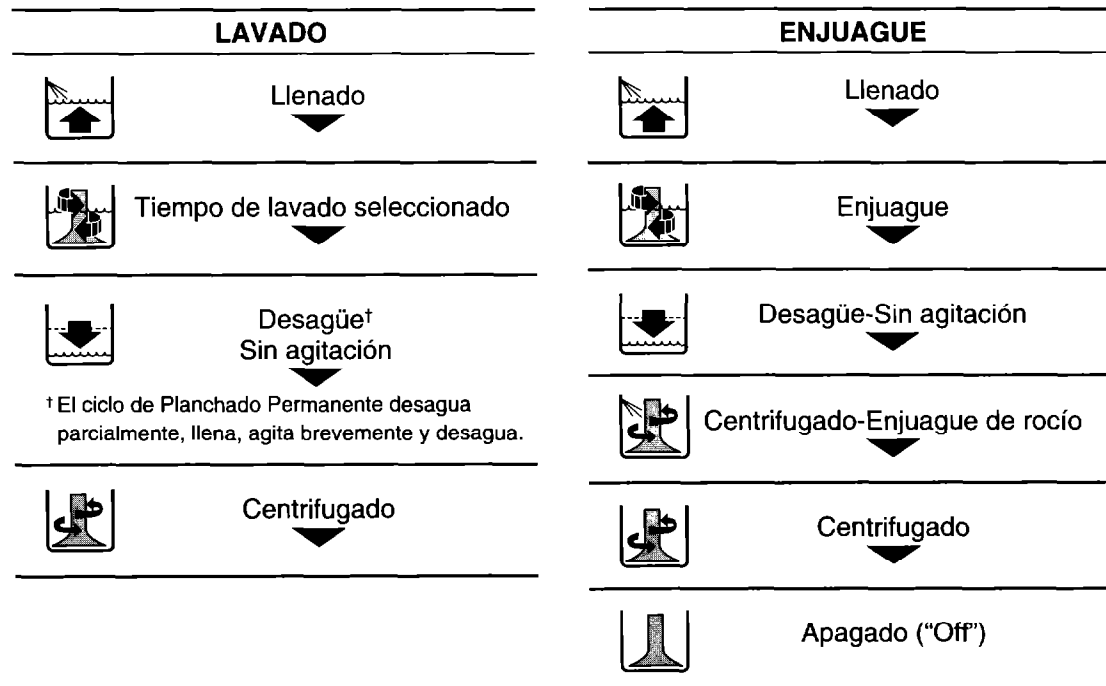 LAVADO
Llenado
Tiempo de lavado seleccionado
Desagüe†
Sin agitación
† El ciclo de Planchado Permanente desagua
parcialmente, llena, agita brevemente y desagua.
Centrifugado
ENJUAGUE
Llenado
Enjuague
Desagüe-Sin agitación
Centrifugado-Enjuague de rocío
Centrifugado
Apagado (“Off”)